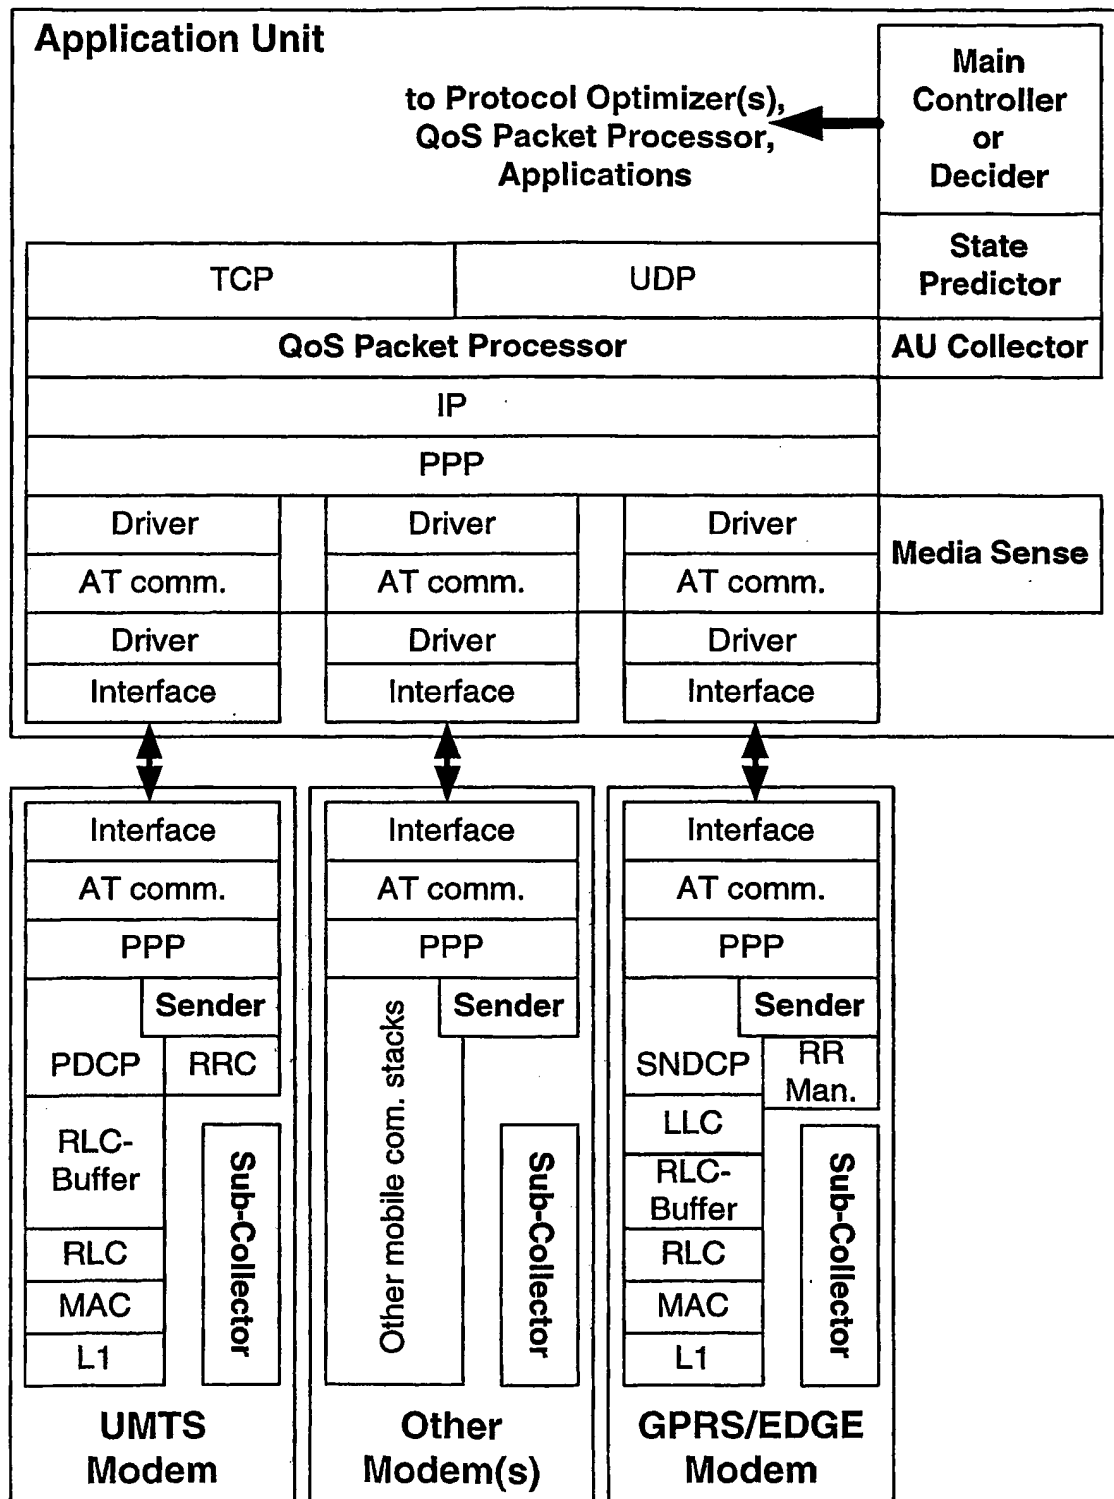 Application Unit
Main
Controller
or
Decider
to Protocol Optimizer(s),
QoS Packet Processor,
Applications
State
Predictor
TCP
UDP
QoS Packet Processor
AU Collector
IP
PPP
Driver
Driver
Driver
Media Sense
AT comm.
AT comm.
AT comm.
Driver
Driver
Driver
Interface
Interface
Interface
Interface
AT comm.
PPP
Sender
PDCP
RRC
RLC-
Buffer
RLC
MAC
L1
Sub-Collector
UMTS
Modem
Interface
AT comm.
PPP
Sender
Other mobile com. stacks
Sub-Collector
Other
Modem(s)
Interface
AT comm.
PPP
Sender
SNDCP
RR
Man.
LLC
RLC-
Buffer
RLC
MAC
L1
Sub-Collector
GPRS/EDGE
Modem